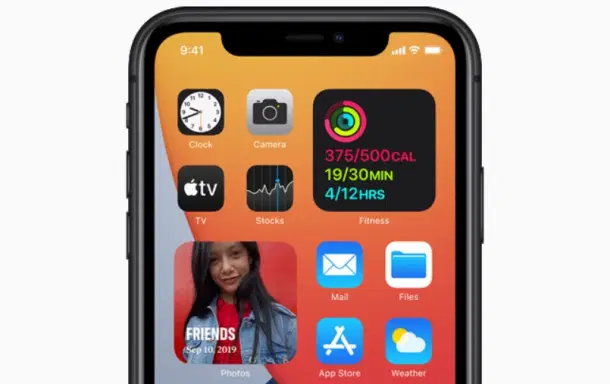 9:41
Clock
Camera
375/500CAL
19/30MIN
4/12HRS
tv
TV
Stocks
Fitness
FRIENDS
Sep 10, 2019
Photos
Mail
Files
App Store
Weather